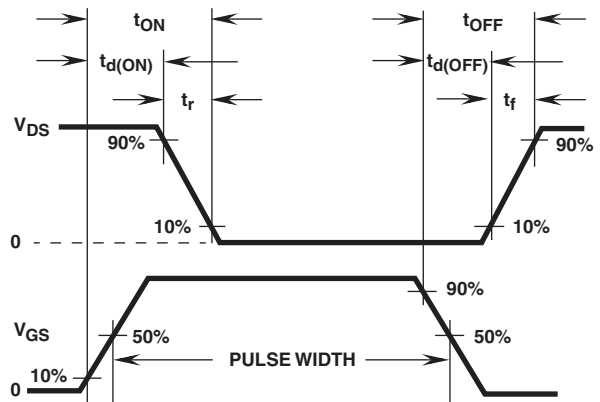 tON
tOFF
td(ON)
td(OFF)
tr
tf
VDS
90%
90%
10%
10%
0
90%
VGS
50%
50%
PULSE WIDTH
10%
0